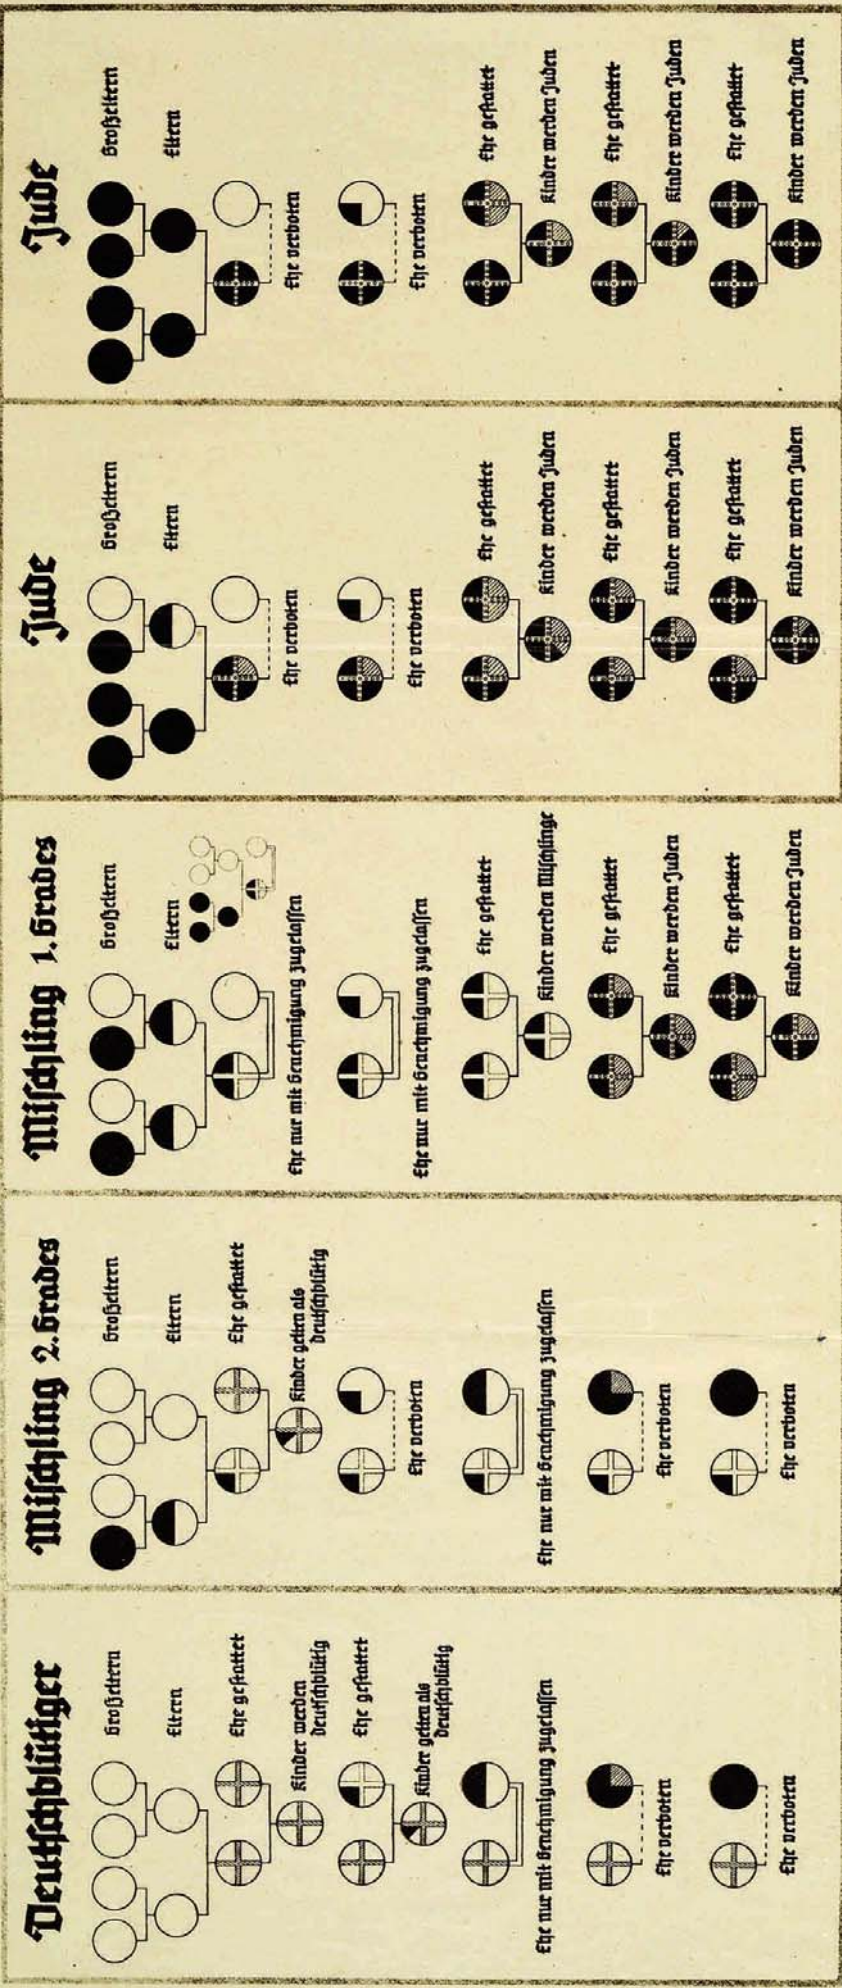 Deutschblütiger
Großeltern
Eltern
Ehe gestattet
Kinder werden
deutschblütig
Ehe gestattet
Kinder gelten als
deutschblütig
Ehe nur mit Genehmigung zugelassen
Ehe verboten
Ehe verboten
Mischling 2. Grades
Großeltern
Eltern
Ehe gestattet
Kinder gelten als
deutschblütig
Ehe verboten
Ehe nur mit Genehmigung zugelassen
Ehe verboten
Ehe verboten
Mischling 1. Grades
Großeltern
Eltern
Ehe nur mit Genehmigung zugelassen
Ehe nur mit Genehmigung zugelassen
Ehe gestattet
Kinder werden Mischlinge
Ehe gestattet
Kinder werden Juden
Ehe gestattet
Kinder werden Juden
Jude
Großeltern
Eltern
Ehe verboten
Ehe verboten
Ehe gestattet
Kinder werden Juden
Ehe gestattet
Kinder werden Juden
Ehe gestattet
Kinder werden Juden
Jude
Großeltern
Eltern
Ehe verboten
Ehe verboten
Ehe gestattet
Kinder werden Juden
Ehe gestattet
Kinder werden Juden
Ehe gestattet
Kinder werden Juden